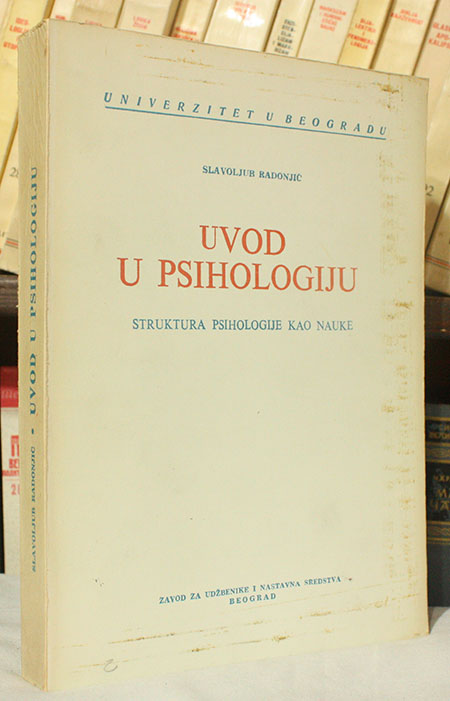 UNIVERZITET U BEOGRADU
SLAVOLJUB RADONJIĆ
UVOD
U PSIHOLOGIJU
STRUKTURA PSIHOLOGIJE KAO NAUKE
ZAVOD ZA UDŽBENIKE I NASTAVNA SREDSTVA
BEOGRAD
SLAVOLJUB RADONJIĆ • UVOD U PSIHOLOGIJU